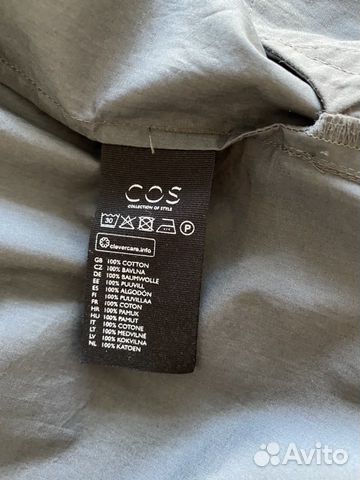 COS
COLLECTION OF STYLE
30 P
clevercare.info
GB 100% COTTON
CZ 100% BAVLNA
DE 100% BAUMWOLLE
EE 100% PUUVILL
ES 100% ALGODÓN
FI 100% PUUVILLAA
FR 100% COTON
HR 100% PAMUK
HU 100% PAMUT
IT 100% COTONE
LT 100% MEDVILNĖ
LV 100% KOKVILNA
NL 100% KATOEN
Avito